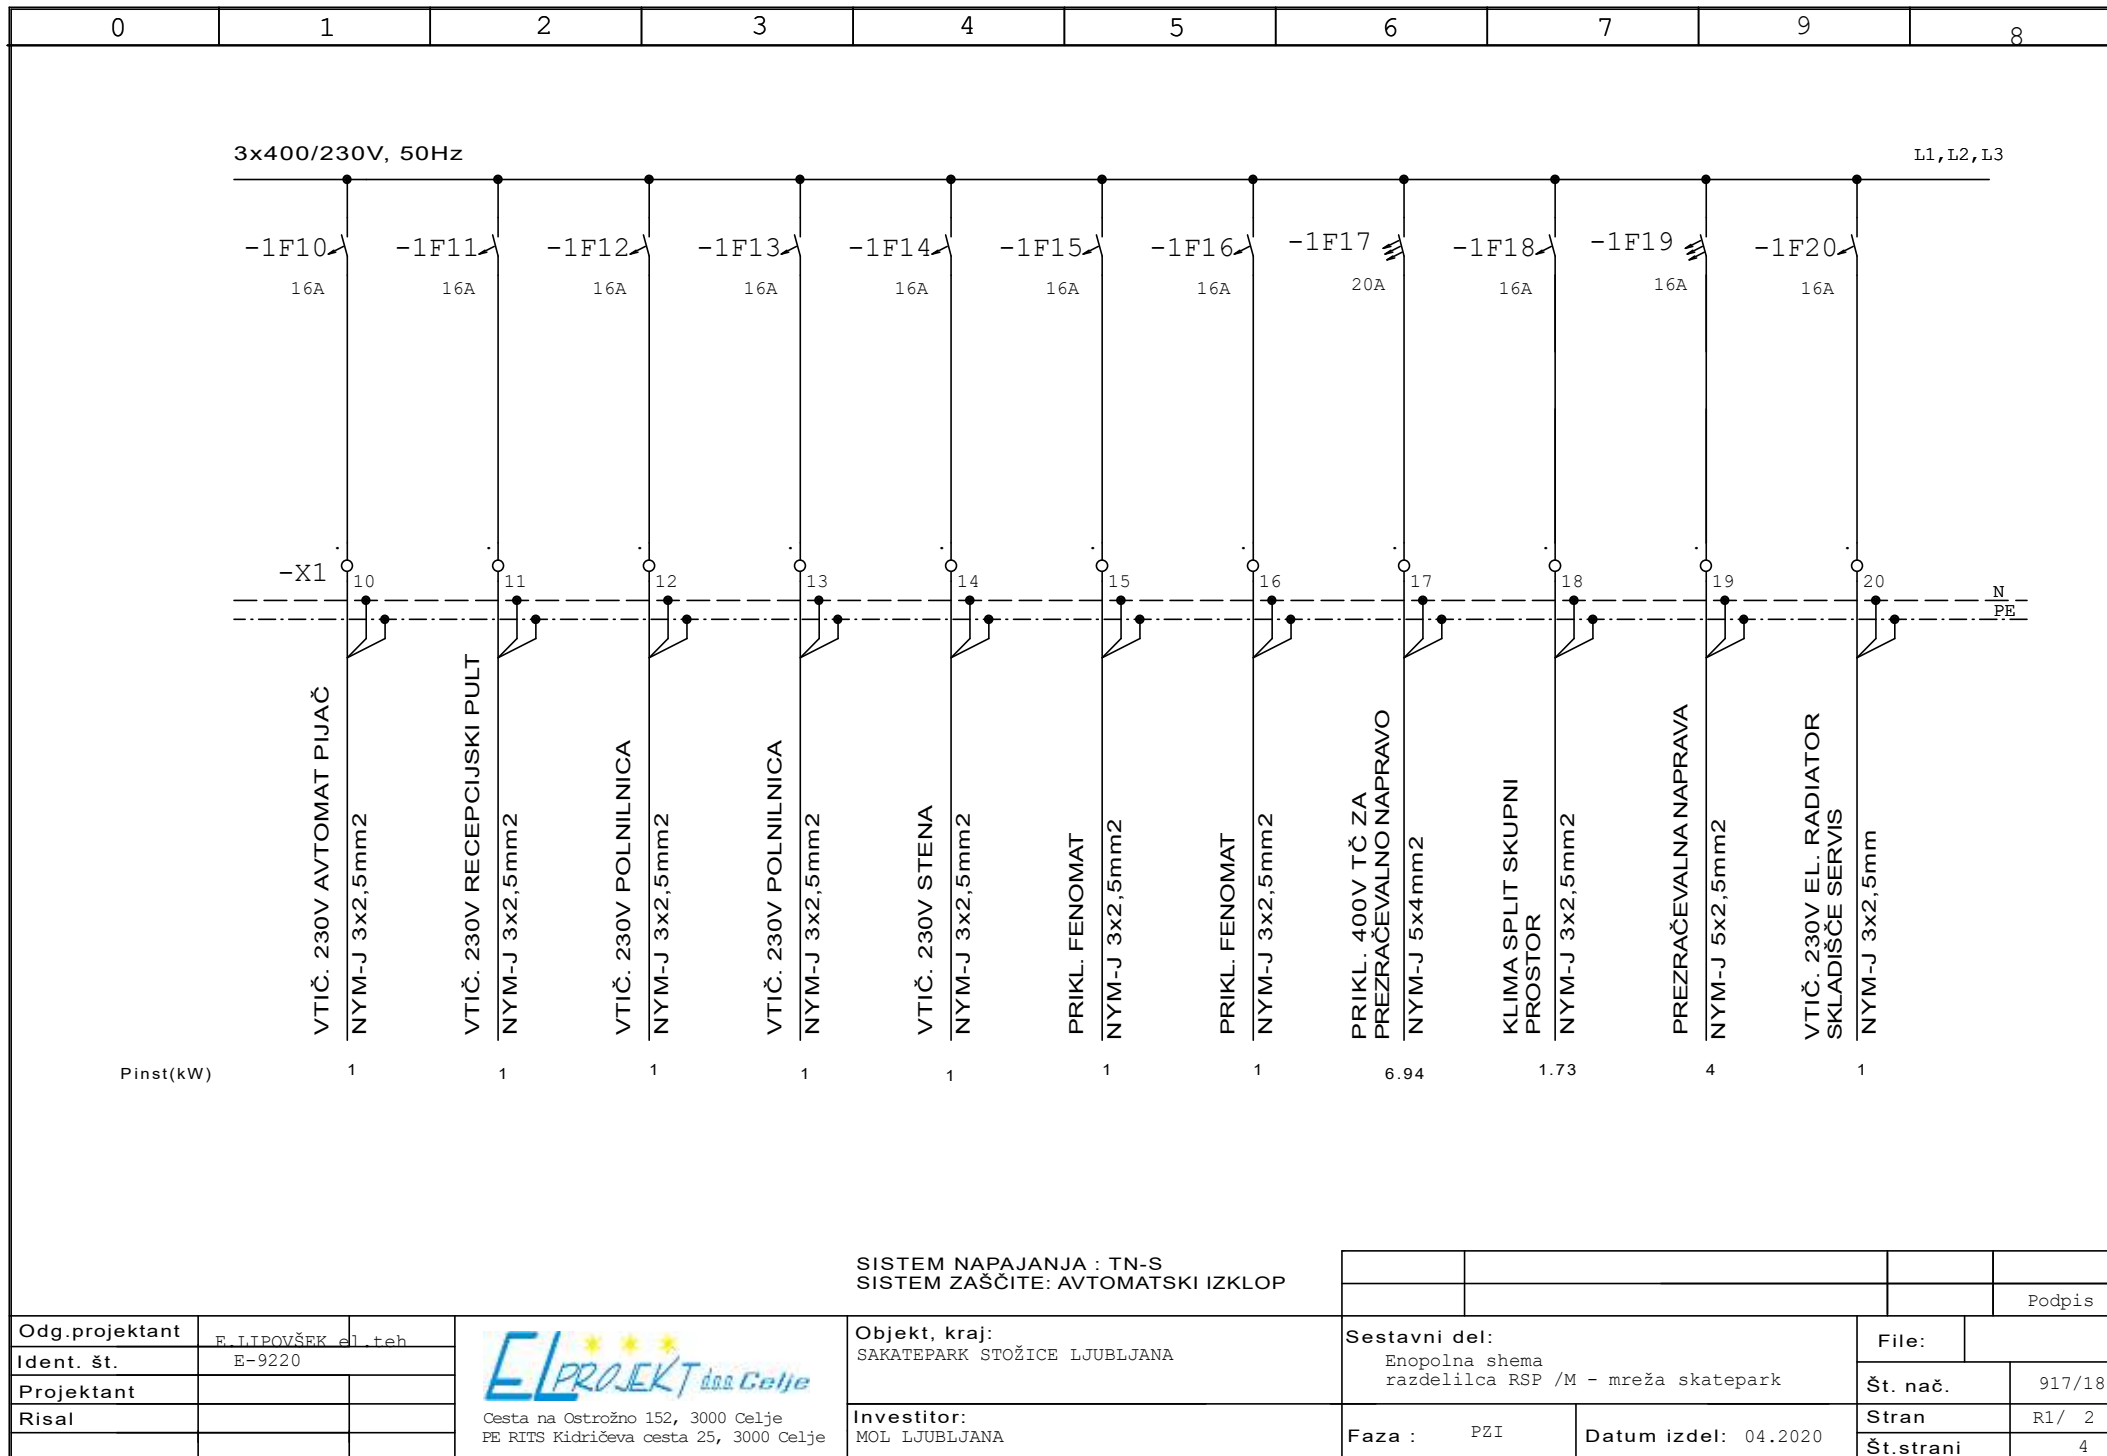 0 1 2 3 4 5 6 7 9 8
3x400/230V, 50Hz
L1,L2,L3
-1F10 -1F11 -1F12 -1F13 -1F14 -1F15 -1F16 -1F17 -1F18 -1F19 -1F20
16A 16A 16A 16A 16A 16A 16A 20A 16A 16A 16A
-X1 10 11 12 13 14 15 16 17 18 19 20
N
PE
VTIČ. 230V AVTOMAT PIJAČ
NYM-J 3x2,5mm2
VTIČ. 230V RECEPCIJSKI PULT
NYM-J 3x2,5mm2
VTIČ. 230V POLNILNICA
NYM-J 3x2,5mm2
VTIČ. 230V POLNILNICA
NYM-J 3x2,5mm2
VTIČ. 230V STENA
NYM-J 3x2,5mm2
PRIKL. FENOMAT
NYM-J 3x2,5mm2
PRIKL. FENOMAT
NYM-J 3x2,5mm2
PRIKL. 400V TČ ZA
PREZRAČEVALNO NAPRAVO
NYM-J 5x4mm2
KLIMA SPLIT SKUPNI
PROSTOR
NYM-J 3x2,5mm2
PREZRAČEVALNA NAPRAVA
NYM-J 5x2,5mm2
VTIČ. 230V EL. RADIATOR
SKLADIŠČE SERVIS
NYM-J 3x2,5mm
Pinst(kW) 1 1 1 1 1 1 1 6.94 1.73 4 1
SISTEM NAPAJANJA : TN-S
SISTEM ZAŠČITE: AVTOMATSKI IZKLOP
Podpis
Odg.projektant E.LIPOVŠEK el.teh
Ident. št. E-9220
Projektant
Risal
ELPROJEKT d.o.o. Celje
Cesta na Ostrožno 152, 3000 Celje
PE RITS Kidričeva cesta 25, 3000 Celje
Objekt, kraj:
SAKATEPARK STOŽICE LJUBLJANA
Investitor:
MOL LJUBLJANA
Sestavni del:
Enopolna shema
razdelilca RSP /M - mreža skatepark
Faza : PZI
Datum izdel: 04.2020
File:
Št. nač. 917/18
Stran R1/ 2
Št.strani 4